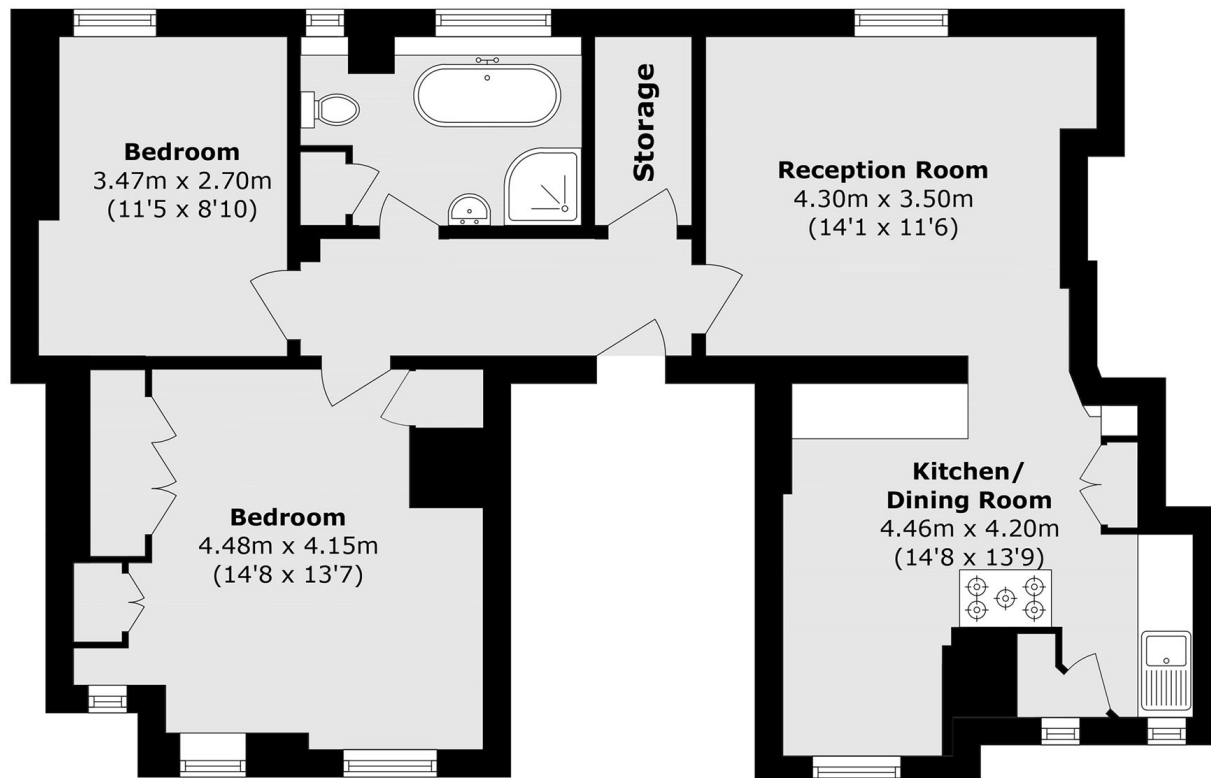 Bedroom
3.47m x 2.70m
(11'5 x 8'10)
Storage
Reception Room
4.30m x 3.50m
(14'1 x 11'6)
Bedroom
4.48m x 4.15m
(14'8 x 13'7)
Kitchen/
Dining Room
4.46m x 4.20m
(14'8 x 13'9)